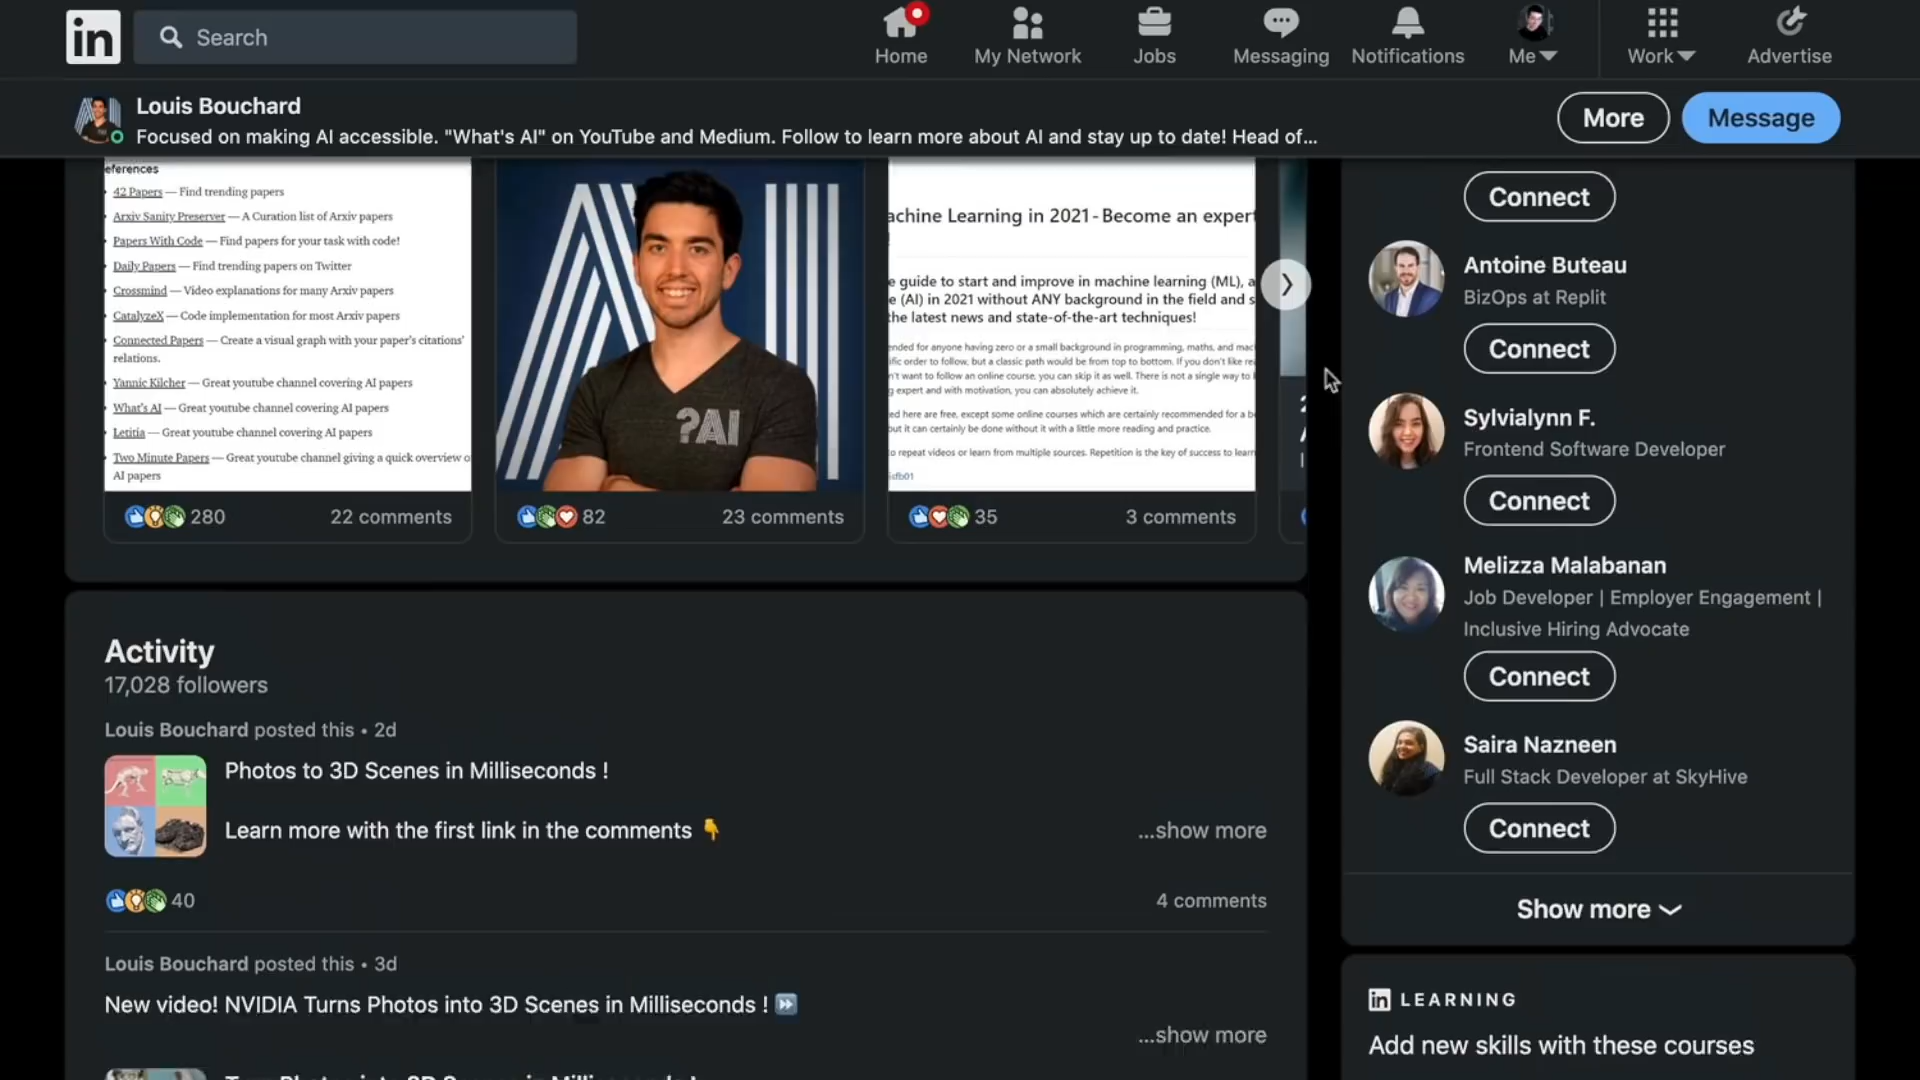 in
Search
Home
My Network
Jobs
Messaging
Notifications
Me
Work
Advertise
Louis Bouchard
Focused on making AI accessible. "What's AI" on YouTube and Medium. Follow to learn more about AI and stay up to date! Head of...
More
Message
eferences
42 Papers — Find trending papers
Arxiv Sanity Preserver — A Curation list of Arxiv papers
Papers With Code — Find papers for your task with code!
Daily Papers — Find trending papers on Twitter
Crossmind — Video explanations for many Arxiv papers
CatalyzeX — Code implementation for most Arxiv papers
Connected Papers — Create a visual graph with your paper's citations'
relations.
Yannic Kilcher — Great youtube channel covering AI papers
What's AI — Great youtube channel covering AI papers
Letitia — Great youtube channel covering AI papers
Two Minute Papers — Great youtube channel giving a quick overview o
AI papers
280
22 comments
AI
?AI
82
23 comments
achine Learning in 2021 - Become an expert
e guide to start and improve in machine learning (ML), a
e (AI) in 2021 without ANY background in the field and s
the latest news and state-of-the-art techniques!
ended for anyone having zero or a small background in programming, maths, and mac
ific order to follow, but a classic path would be from top to bottom. If you don't like re
n't want to follow an online course, you can skip it as well. There is not a single way to
g expert and with motivation, you can absolutely achieve it.
ed here are free, except some online courses which are certainly recommended for a be
but it can certainly be done without it with a little more reading and practice.
o repeat videos or learn from multiple sources. Repetition is the key of success to learn
35
3 comments
Activity
17,028 followers
Louis Bouchard posted this • 2d
Photos to 3D Scenes in Milliseconds !
Learn more with the first link in the comments 👇
...show more
40
4 comments
Louis Bouchard posted this • 3d
New video! NVIDIA Turns Photos into 3D Scenes in Milliseconds ! ⏩
...show more
Connect
Antoine Buteau
BizOps at Replit
Connect
Sylvialynn F.
Frontend Software Developer
Connect
Melizza Malabanan
Job Developer | Employer Engagement |
Inclusive Hiring Advocate
Connect
Saira Nazneen
Full Stack Developer at SkyHive
Connect
Show more
in LEARNING
Add new skills with these courses